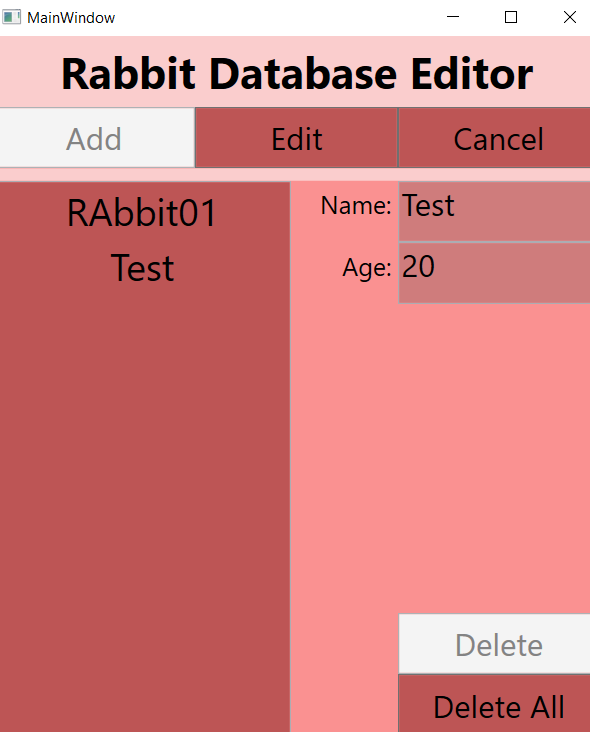 MainWindow
Rabbit Database Editor
Add Edit Cancel
RAbbit01
Test
Name: Test
Age: 20
Delete
Delete All